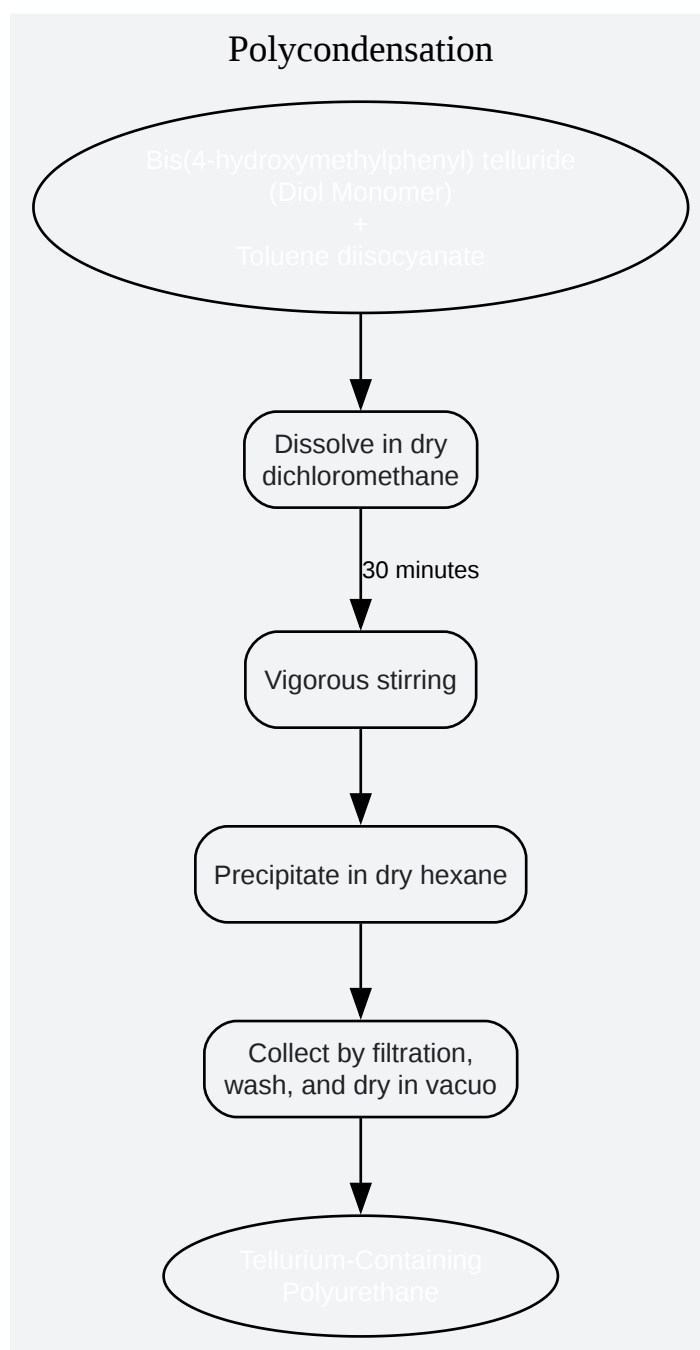 Polycondensation
Bis(4-hydroxymethylphenyl) telluride
(Diol Monomer)
+
Toluene diisocyanate
Dissolve in dry
dichloromethane
30 minutes
Vigorous stirring
Precipitate in dry hexane
Collect by filtration,
wash, and dry in vacuo
Tellurium-Containing
Polyurethane